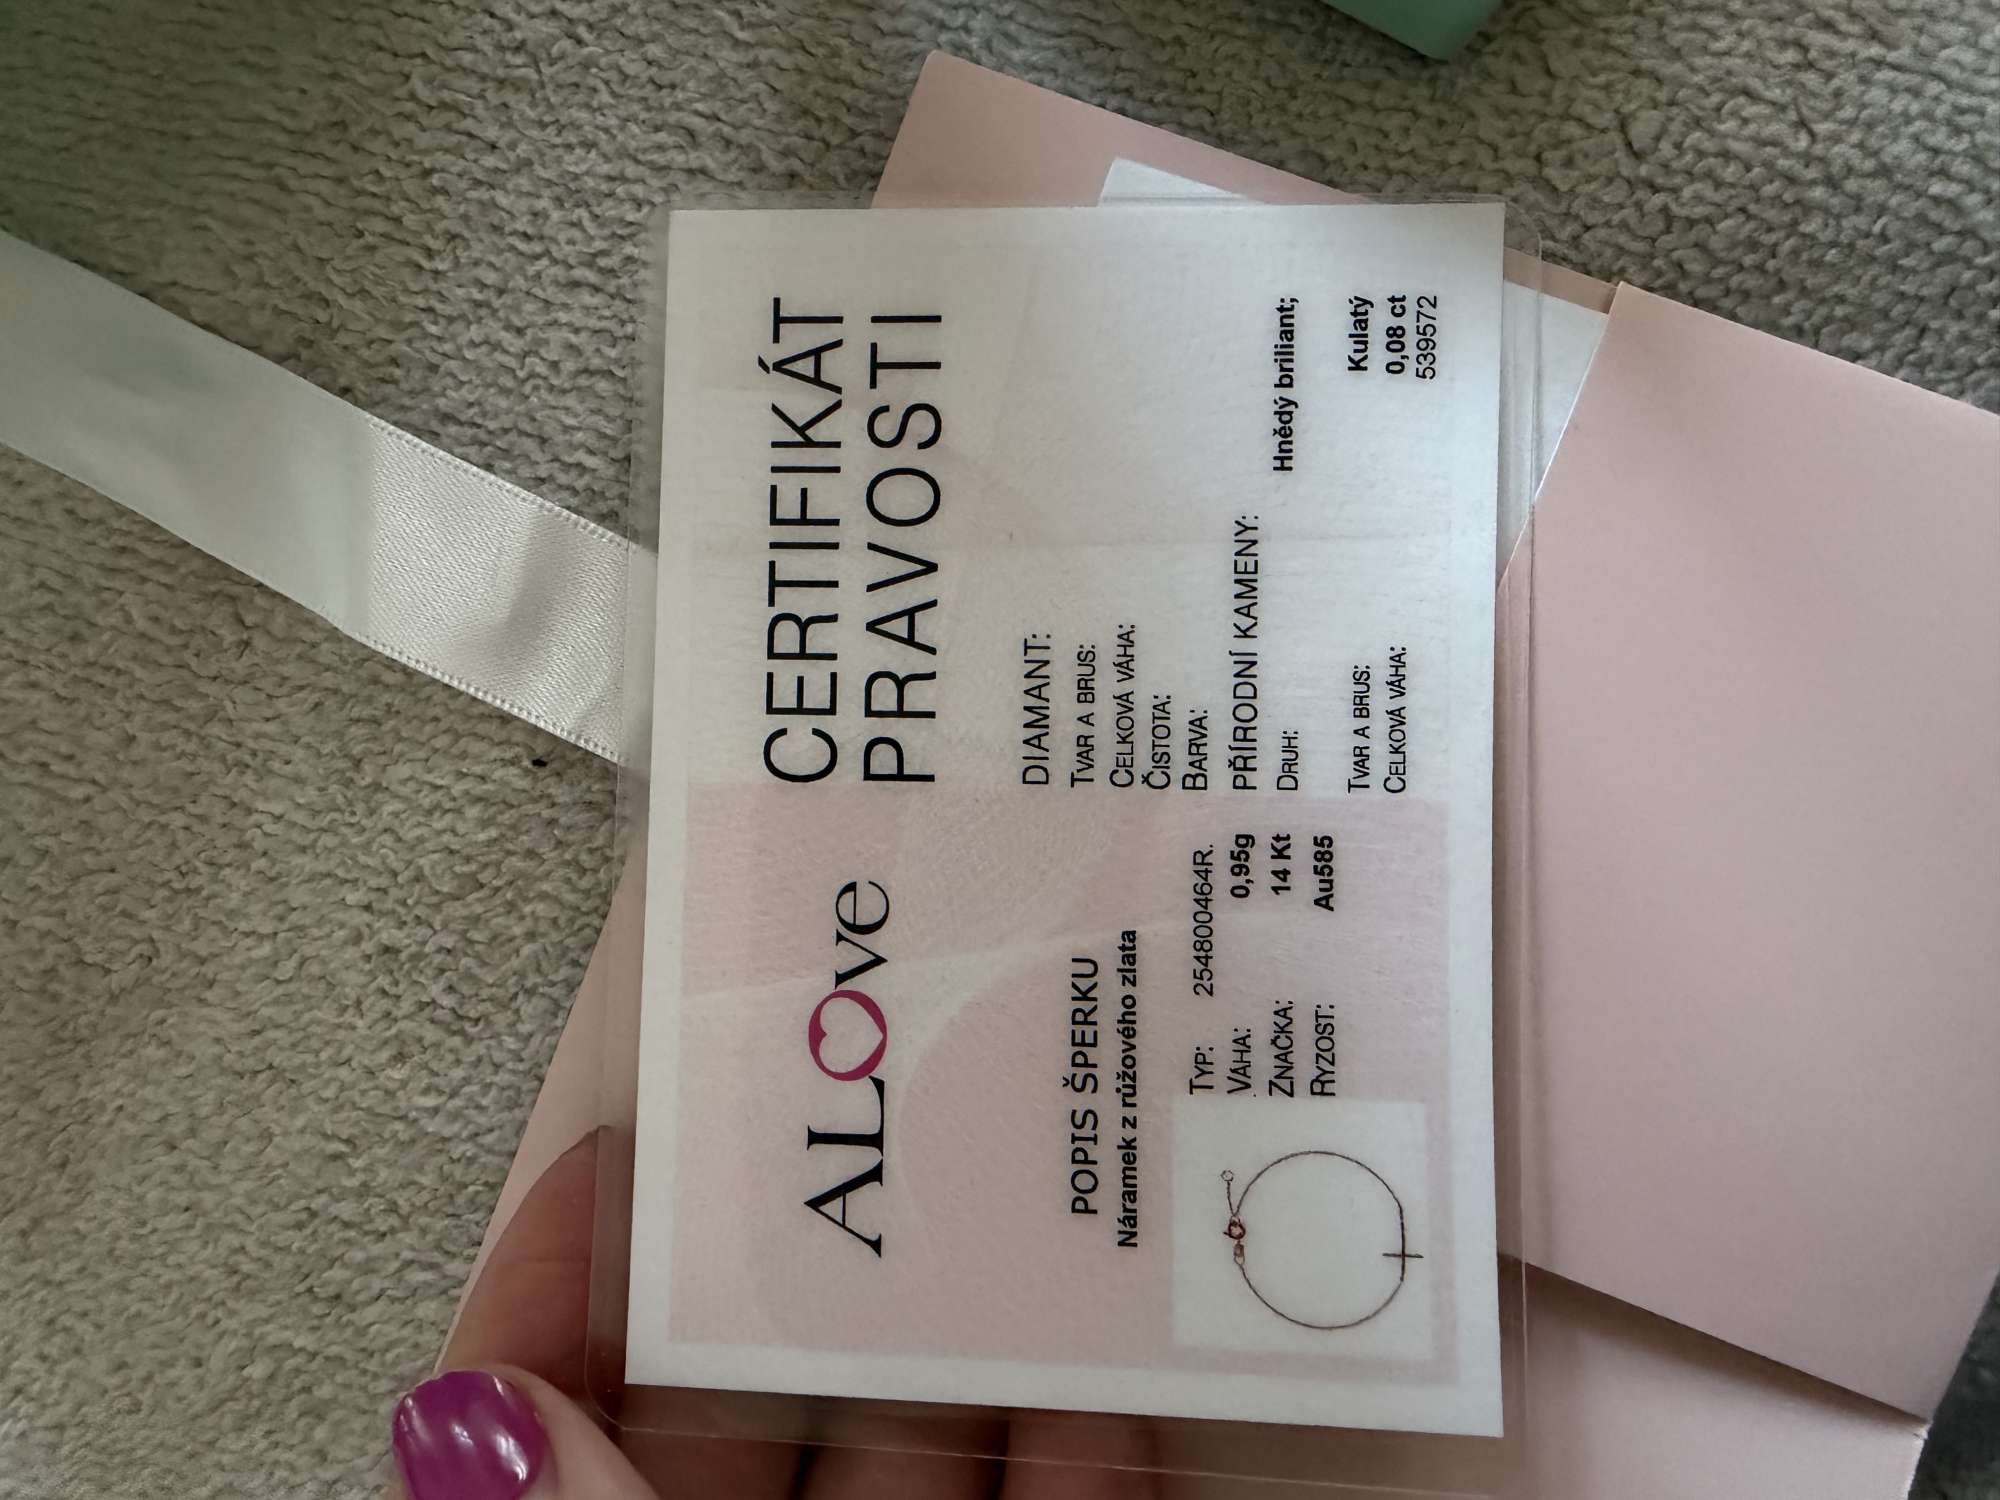 ALove
CERTIFIKÁT
PRAVOSTI
POPIS ŠPERKU
Náramek z růžového zlata
TYP: 254800464R.
VÁHA: 0,95g
ZNAČKA: 14 Kt
RYZOST: Au585
DIAMANT:
TVAR A BRUS:
CELKOVÁ VÁHA:
ČISTOTA:
BARVA:
PŘÍRODNÍ KAMENY:
DRUH: Hnědý briliant;
TVAR A BRUS: Kulatý
CELKOVÁ VÁHA: 0,08 ct
539572